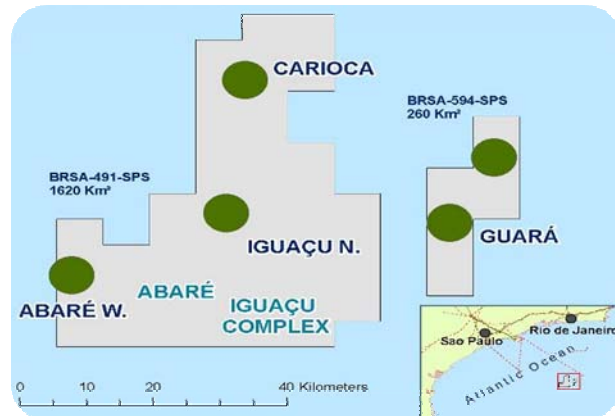 CARIOCA
BRSA-594-SPS
260 Km²
BRSA-491-SPS
1620 Km²
IGUAÇU N.
GUARÁ
ABARÉ
ABARÉ W.
IGUAÇU
COMPLEX
Sao Paulo
Rio de Janeiro
Atlantic Ocean
0 10 20 40 Kilometers